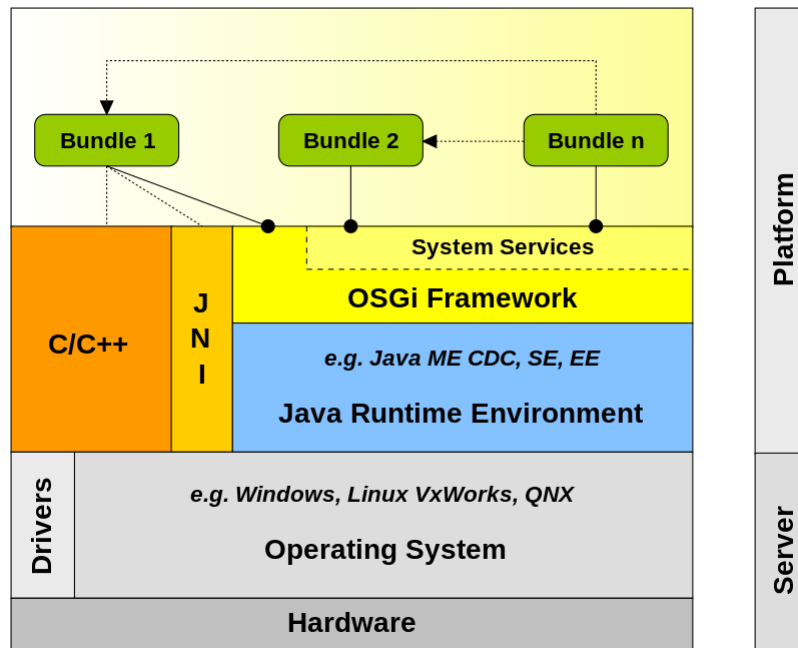 Bundle 1
Bundle 2
Bundle n
System Services
OSGi Framework
C/C++
J
N
I
e.g. Java ME CDC, SE, EE
Java Runtime Environment
Drivers
e.g. Windows, Linux VxWorks, QNX
Operating System
Hardware
Platform
Server